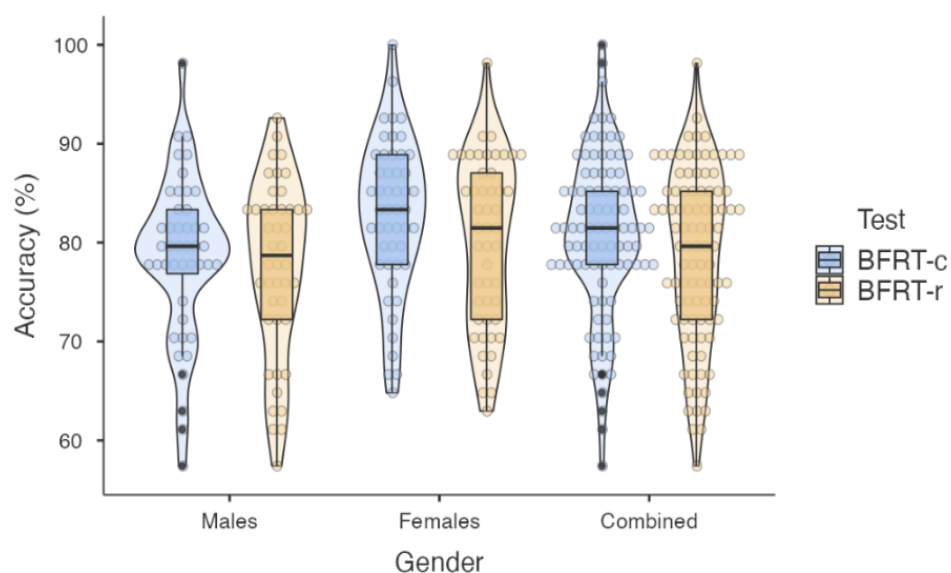 100
90
80
70
60
Accuracy (%)
Males
Females
Combined
Gender
Test
BFRT-c
BFRT-r